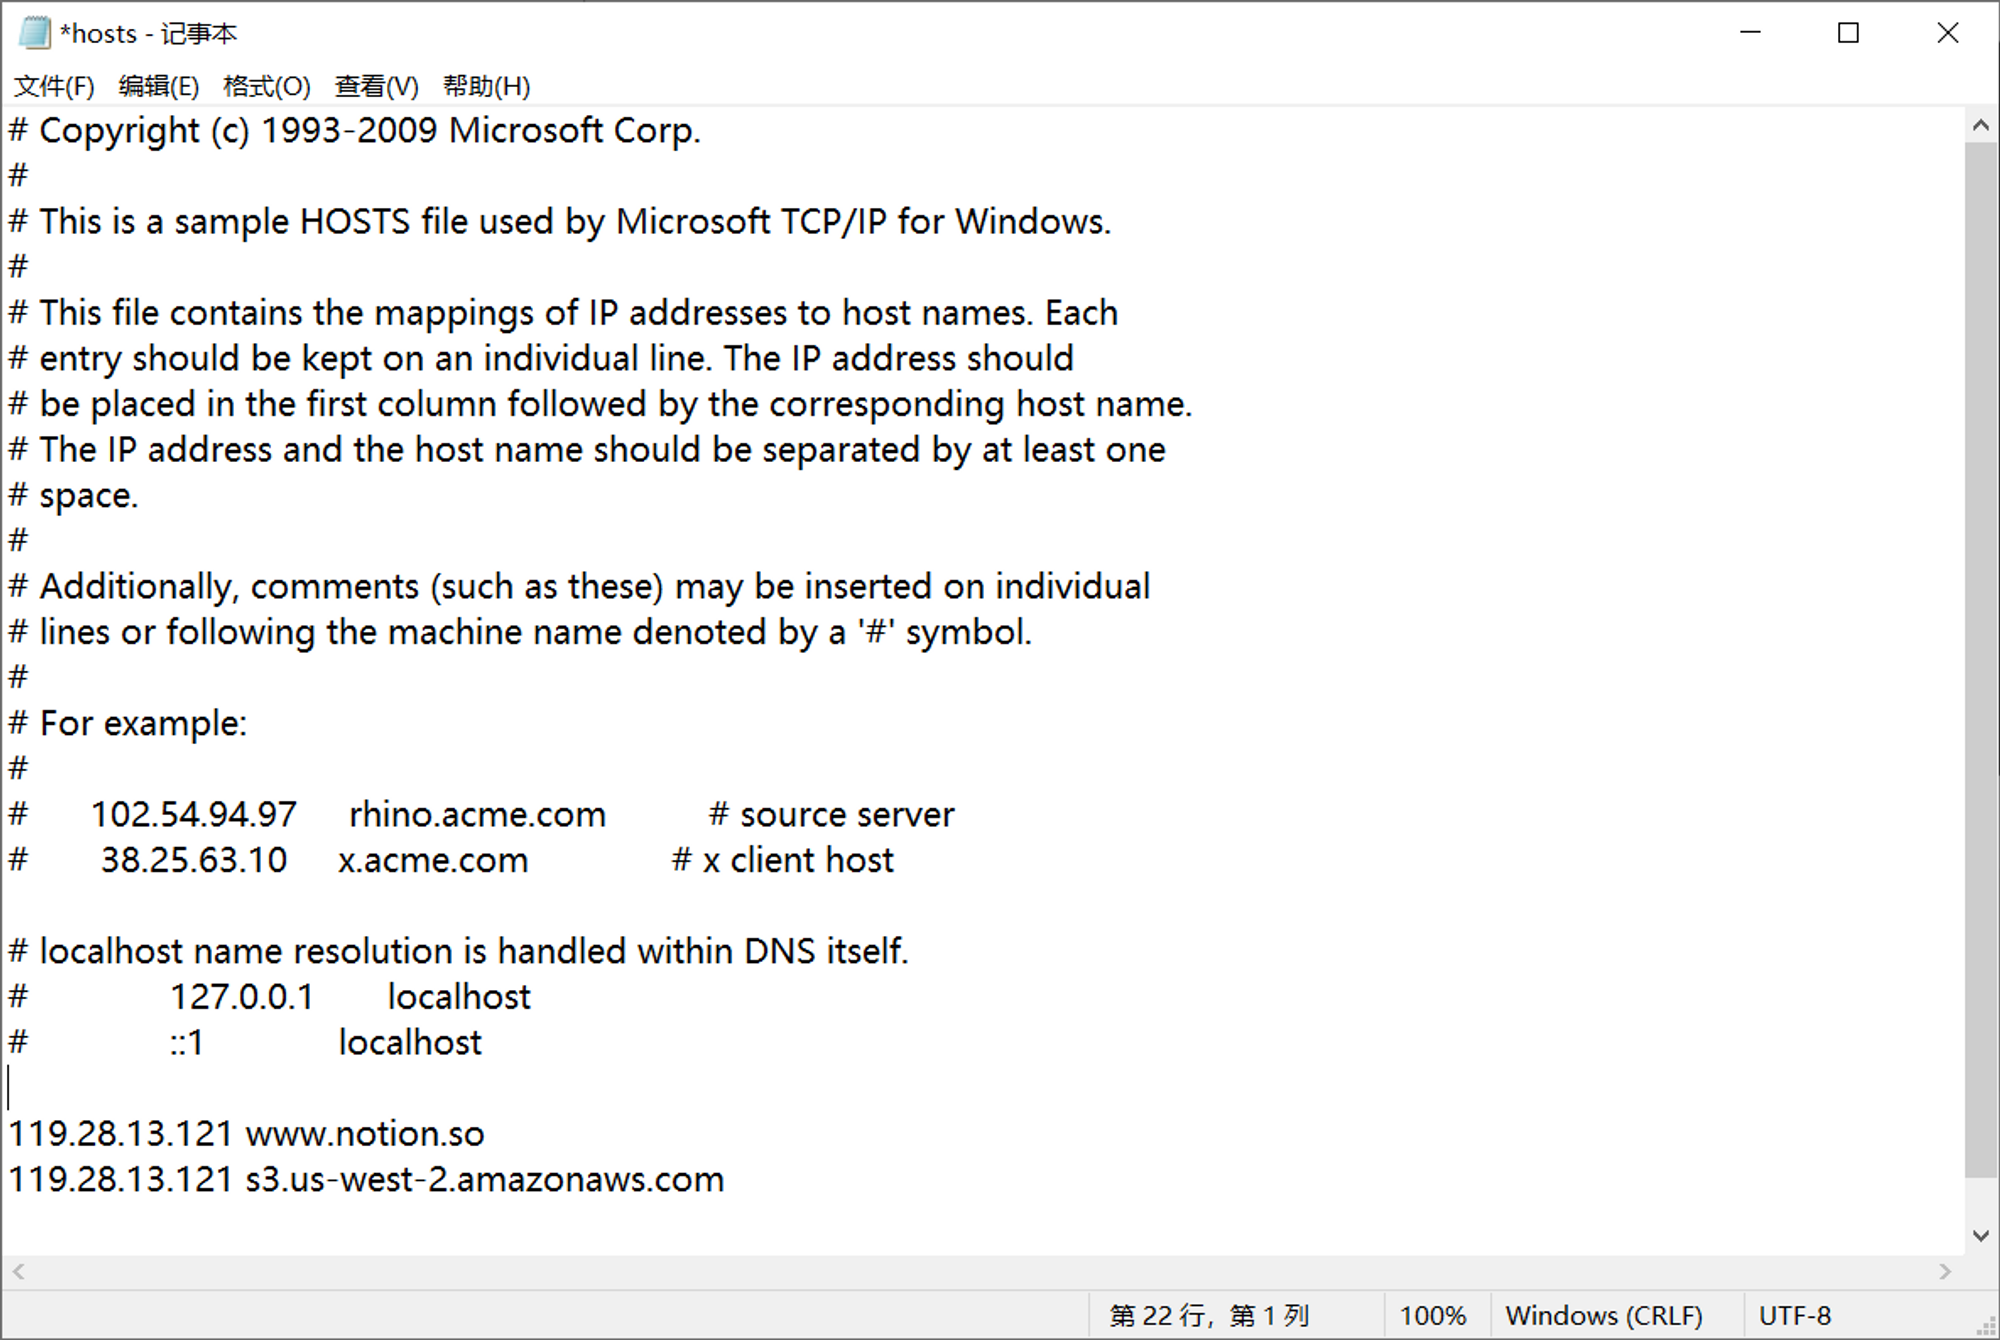 *hosts - 记事本
文件(F) 编辑(E) 格式(O) 查看(V) 帮助(H)
# Copyright (c) 1993-2009 Microsoft Corp.
#
# This is a sample HOSTS file used by Microsoft TCP/IP for Windows.
#
# This file contains the mappings of IP addresses to host names. Each
# entry should be kept on an individual line. The IP address should
# be placed in the first column followed by the corresponding host name.
# The IP address and the host name should be separated by at least one
# space.
#
# Additionally, comments (such as these) may be inserted on individual
# lines or following the machine name denoted by a '#' symbol.
#
# For example:
#
#      102.54.94.97     rhino.acme.com          # source server
#       38.25.63.10     x.acme.com              # x client host

# localhost name resolution is handled within DNS itself.
#	127.0.0.1       localhost
#	::1             localhost

119.28.13.121 www.notion.so
119.28.13.121 s3.us-west-2.amazonaws.com
第 22 行，第 1 列 100% Windows (CRLF) UTF-8